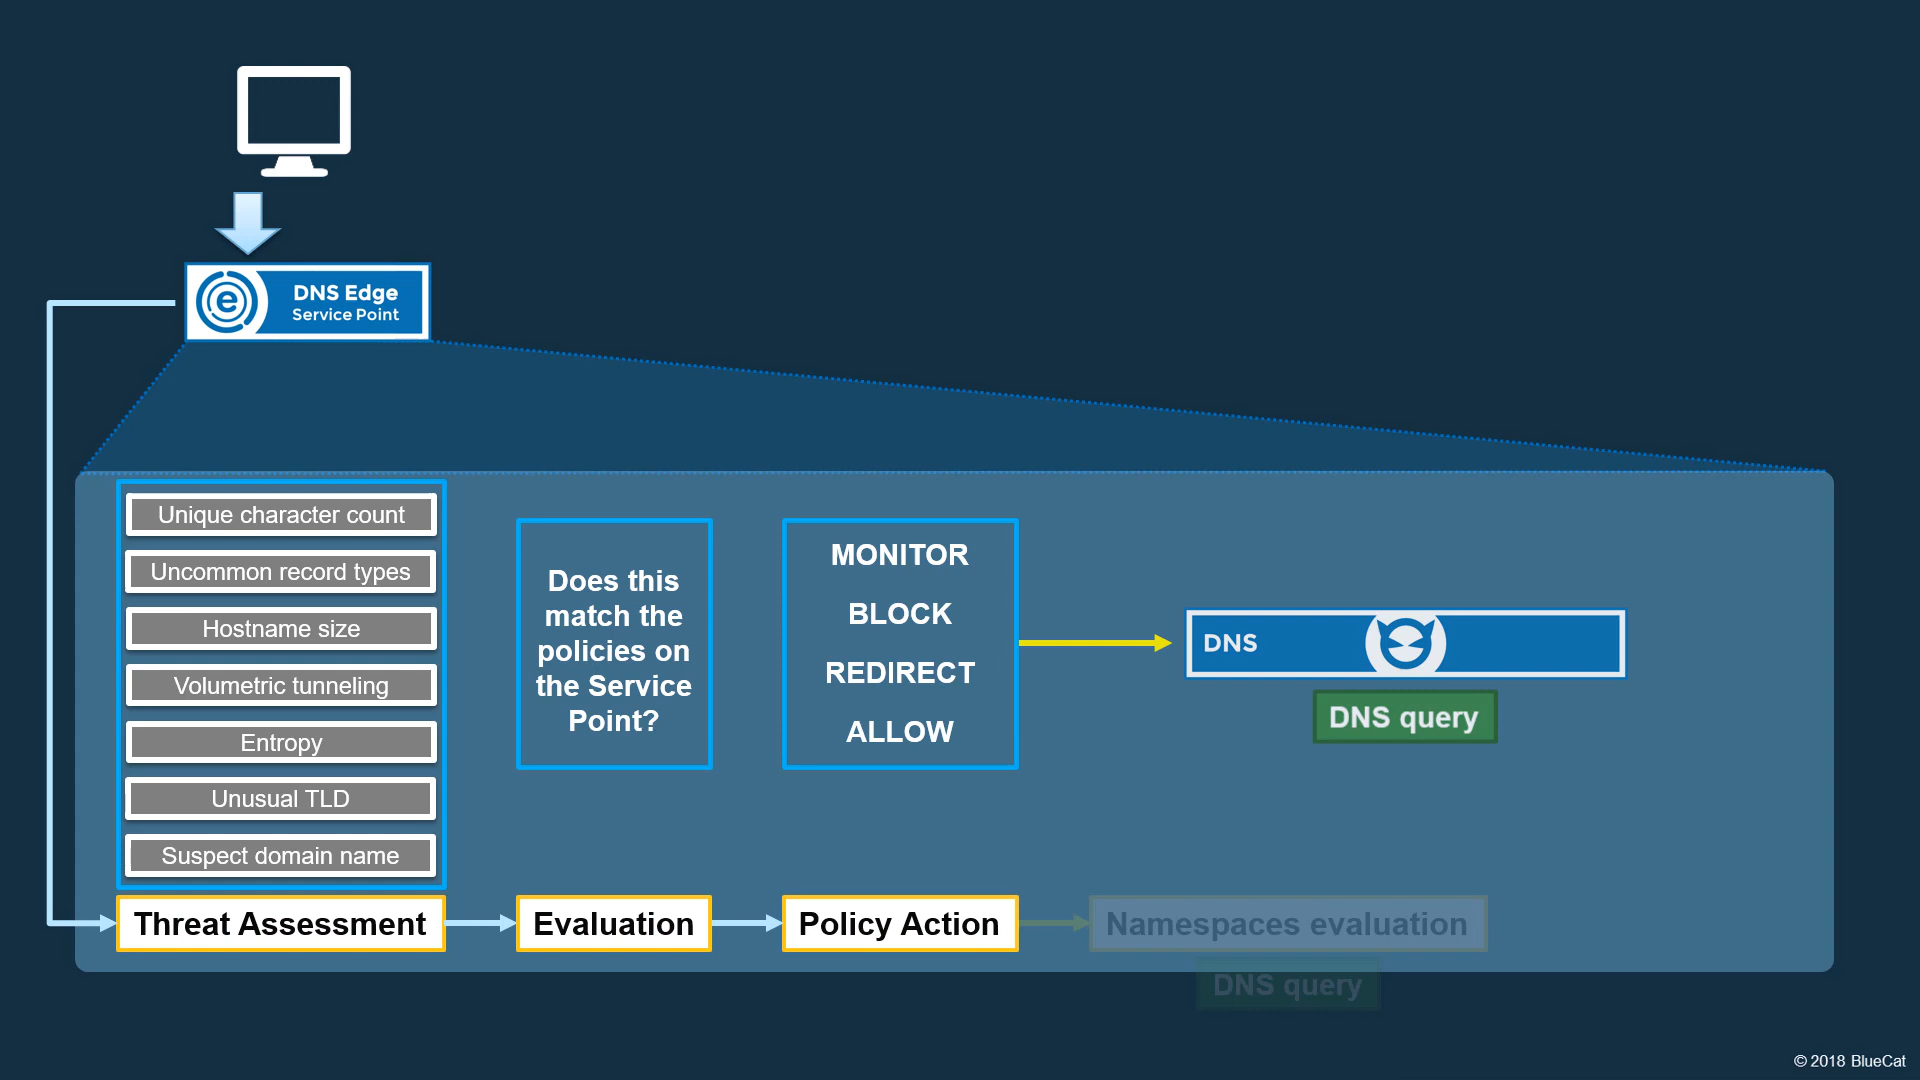 DNS Edge
Service Point
Unique character count
Uncommon record types
Hostname size
Volumetric tunneling
Entropy
Unusual TLD
Suspect domain name
Does this
match the
policies on
the Service
Point?
MONITOR
BLOCK
REDIRECT
ALLOW
DNS
DNS query
Threat Assessment
Evaluation
Policy Action
Namespaces evaluation
DNS query
© 2018 BlueCat